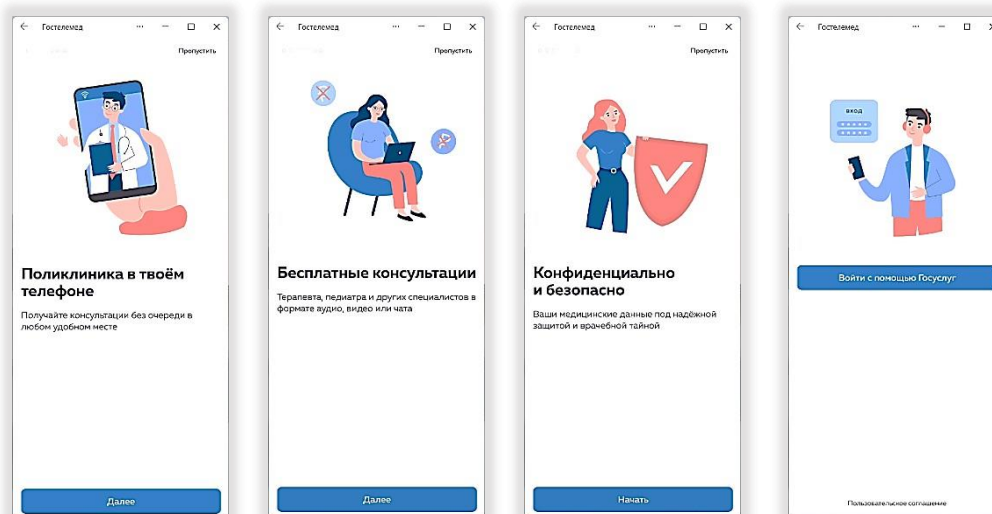 Гостелемед
Пропустить
Поликлиника в твоём
телефоне
Получайте консультации без очереди в
любом удобном месте
Далее
Гостелемед
Пропустить
Бесплатные консультации
Терапевта, педиатра и других специалистов в
формате аудио, видео или чата
Далее
Гостелемед
Пропустить
Конфиденциально
и безопасно
Ваши медицинские данные под надёжной
защитой и врачебной тайной
Начать
Гостелемед
ВХОД
Войти с помощью Госуслуг
Пользовательское соглашение